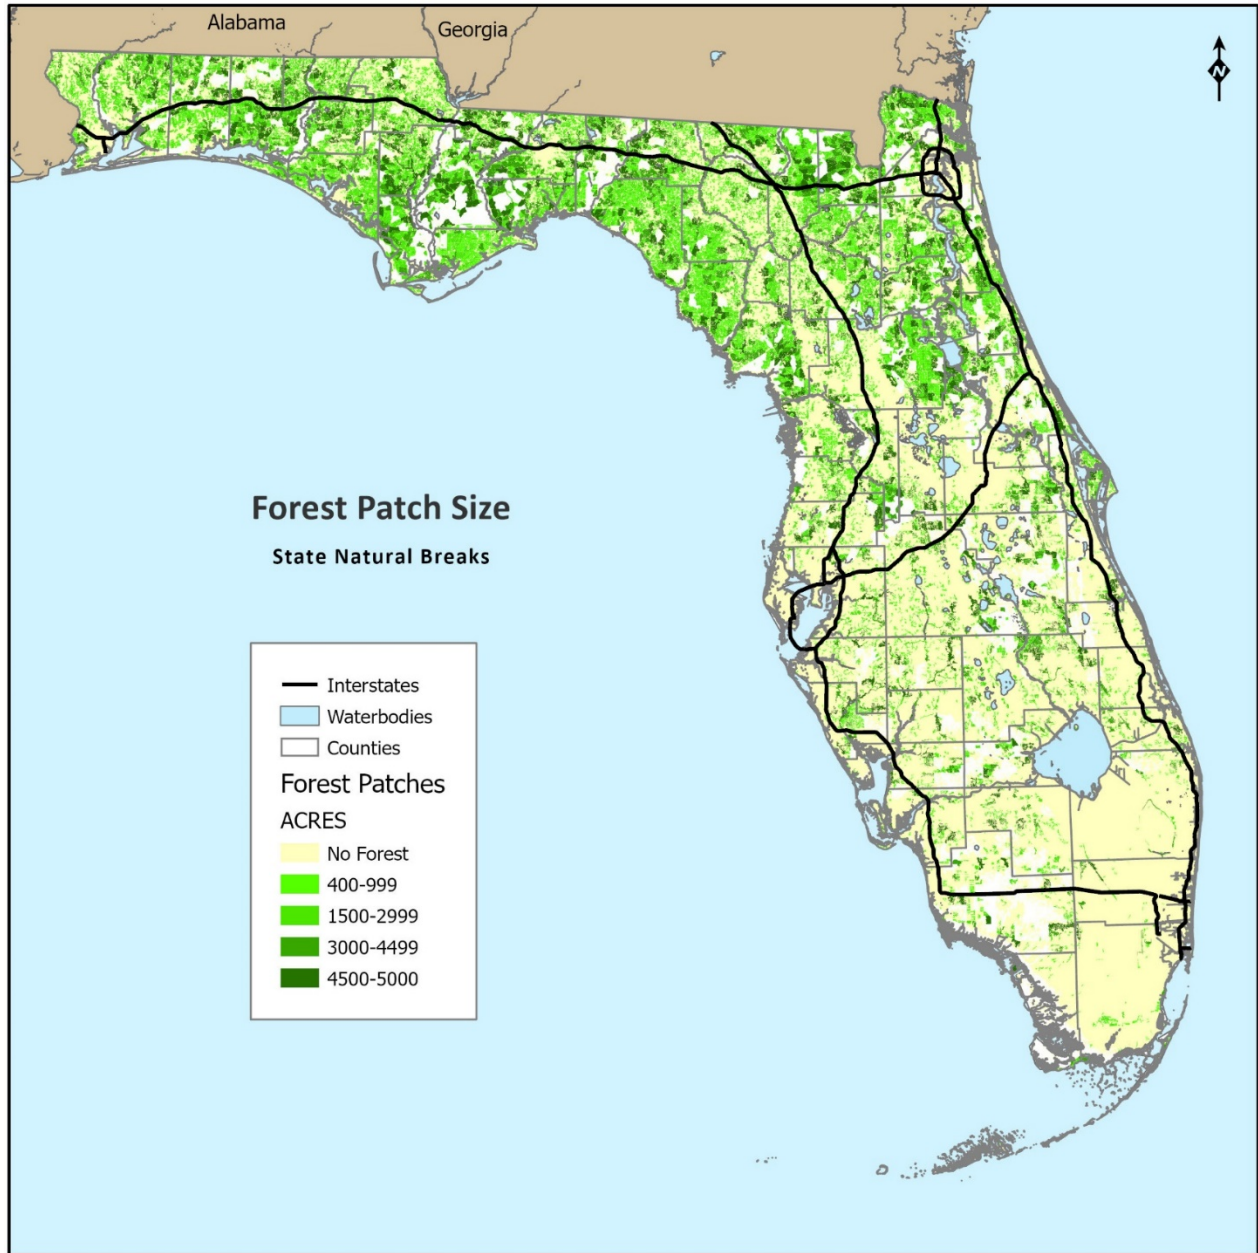 Alabama
Georgia
N
Forest Patch Size
State Natural Breaks
Interstates
Waterbodies
Counties
Forest Patches
ACRES
No Forest
400-999
1500-2999
3000-4499
4500-5000